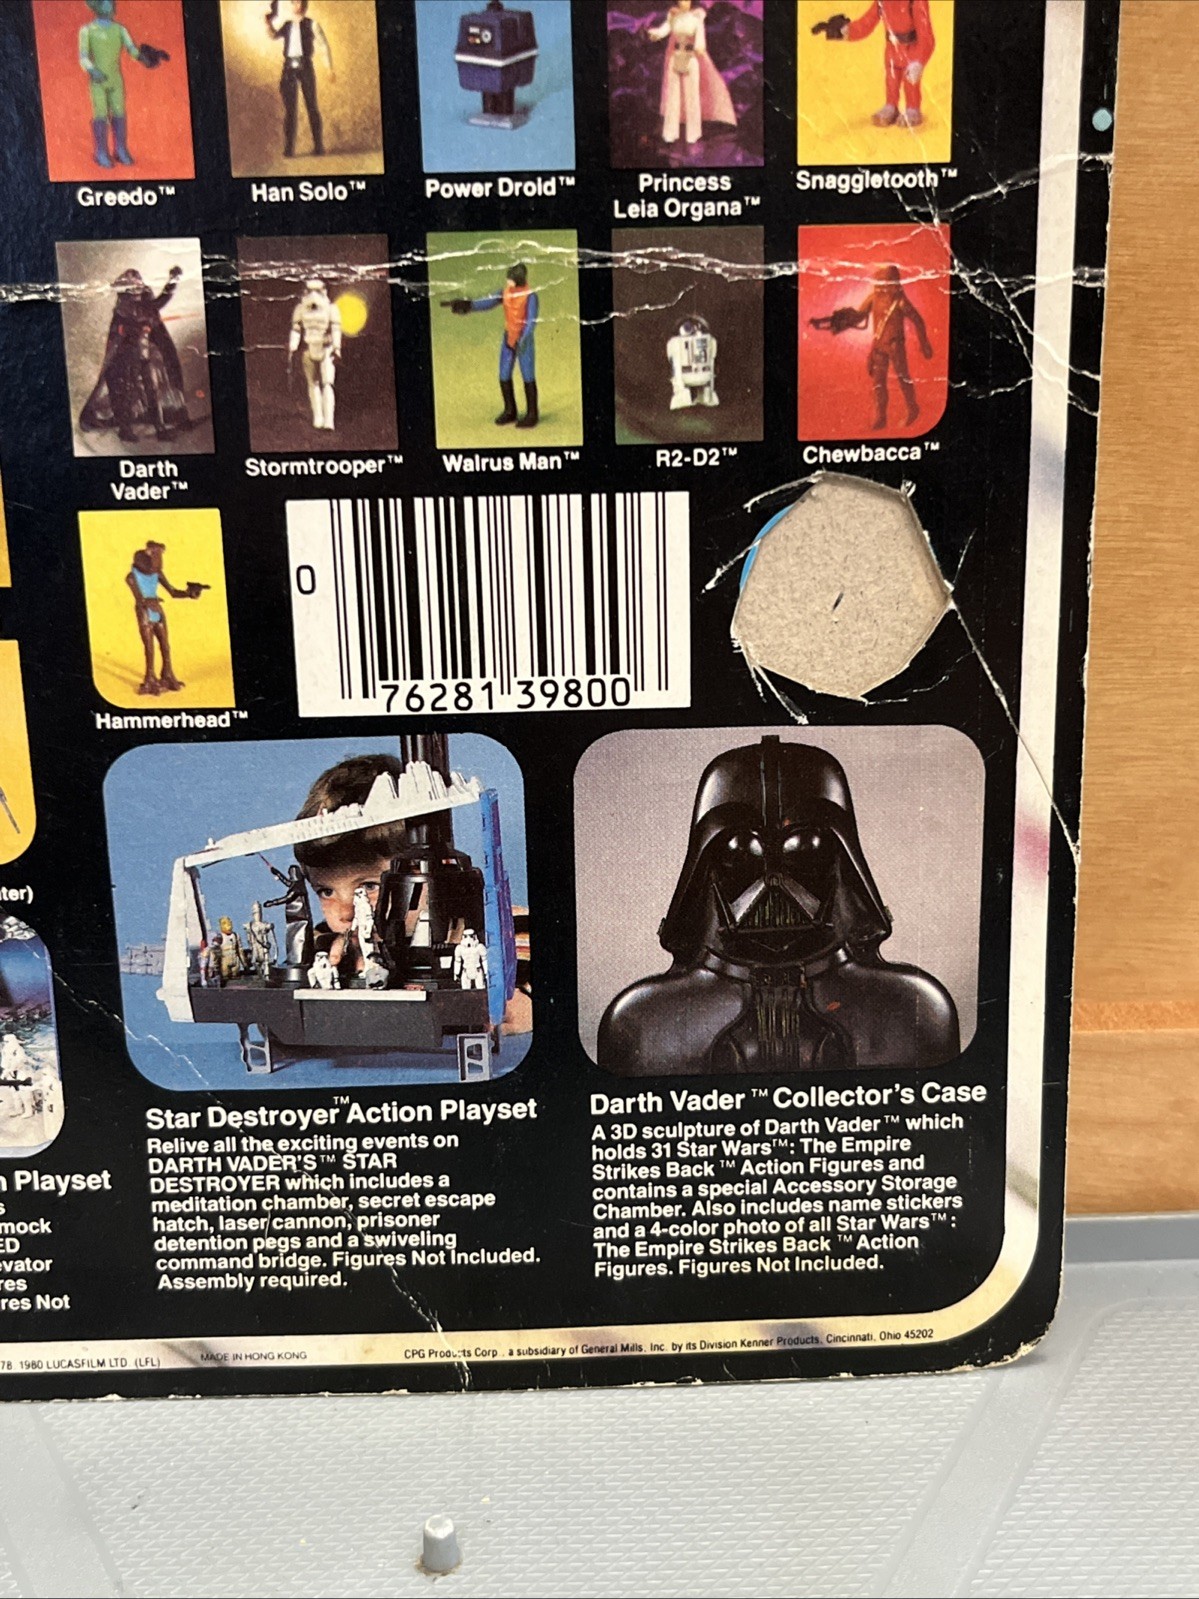 Greedo™
Han Solo™
Power Droid™
Princess
Leia Organa™
Snaggletooth™
Darth
Vader™
Stormtrooper™
Walrus Man™
R2-D2™
Chewbacca™
Hammerhead™
0
76281 39800
Star Destroyer™ Action Playset
Relive all the exciting events on
DARTH VADER'S™ STAR
DESTROYER which includes a
meditation chamber, secret escape
hatch, laser cannon, prisoner
detention pegs and a swiveling
command bridge. Figures Not Included.
Assembly required.
Darth Vader™ Collector's Case
A 3D sculpture of Darth Vader™ which
holds 31 Star Wars™: The Empire
Strikes Back™ Action Figures and
contains a special Accessory Storage
Chamber. Also includes name stickers
and a 4-color photo of all Star Wars™:
The Empire Strikes Back™ Action
Figures. Figures Not Included.
Playset
mock
res Not
78 1980 LUCASFILM LTD. (LFL)
MADE IN HONG KONG
CPG Products Corp., a subsidiary of General Mills, Inc. by its Division Kenner Products, Cincinnati, Ohio 45202